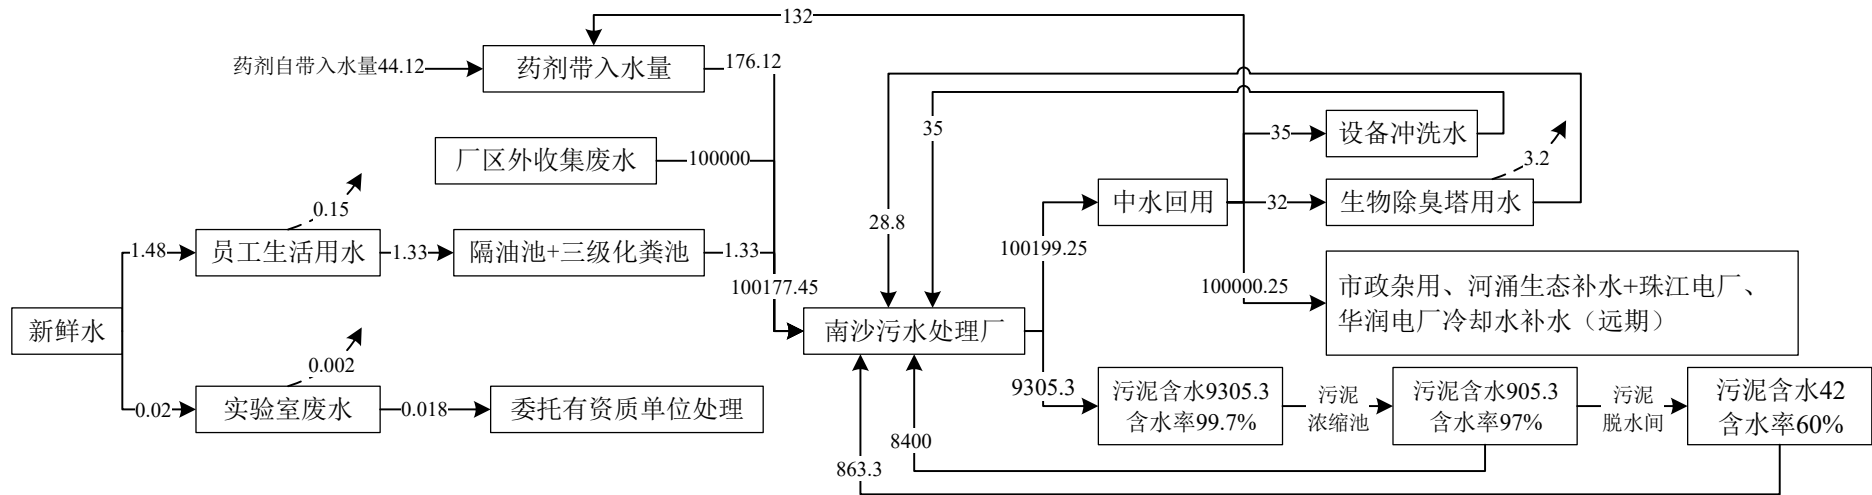 132
药剂自带入水量44.12
药剂带入水量
176.12
35
设备冲洗水
厂区外收集废水
100000
35
3.2
0.15
中水回用
32
生物除臭塔用水
28.8
1.48
员工生活用水
1.33
隔油池+三级化粪池
1.33
100199.25
100177.45
100000.25
市政杂用、河涌生态补水+珠江电厂、
华润电厂冷却水补水（远期）
新鲜水
南沙污水处理厂
0.002
9305.3
0.02
实验室废水
0.018
委托有资质单位处理
污泥含水9305.3
含水率99.7%
污泥
浓缩池
污泥含水905.3
含水率97%
污泥
脱水间
污泥含水42
含水率60%
8400
863.3